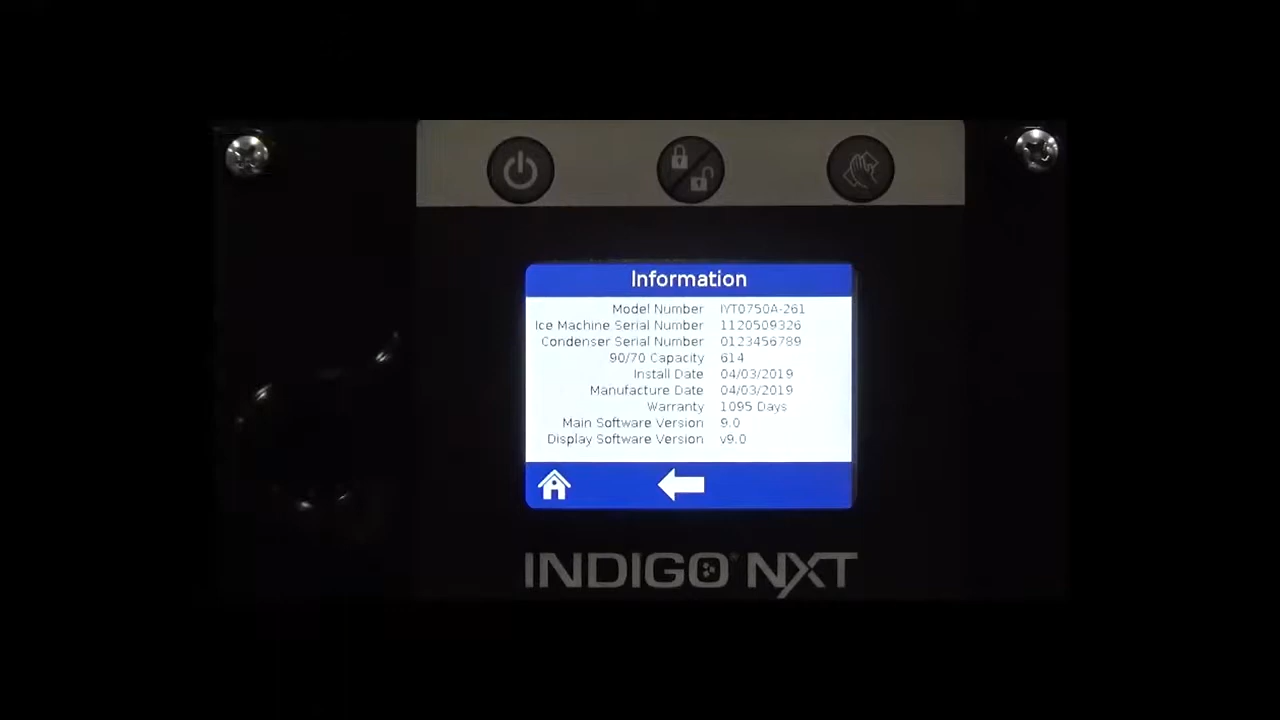 Information
Model Number IYT0750A-261
Ice Machine Serial Number 1120509326
Condenser Serial Number 0123456789
90/70 Capacity 614
Install Date 04/03/2019
Manufacture Date 04/03/2019
Warranty 1095 Days
Main Software Version 9.0
Display Software Version v9.0
INDIGO® NXT